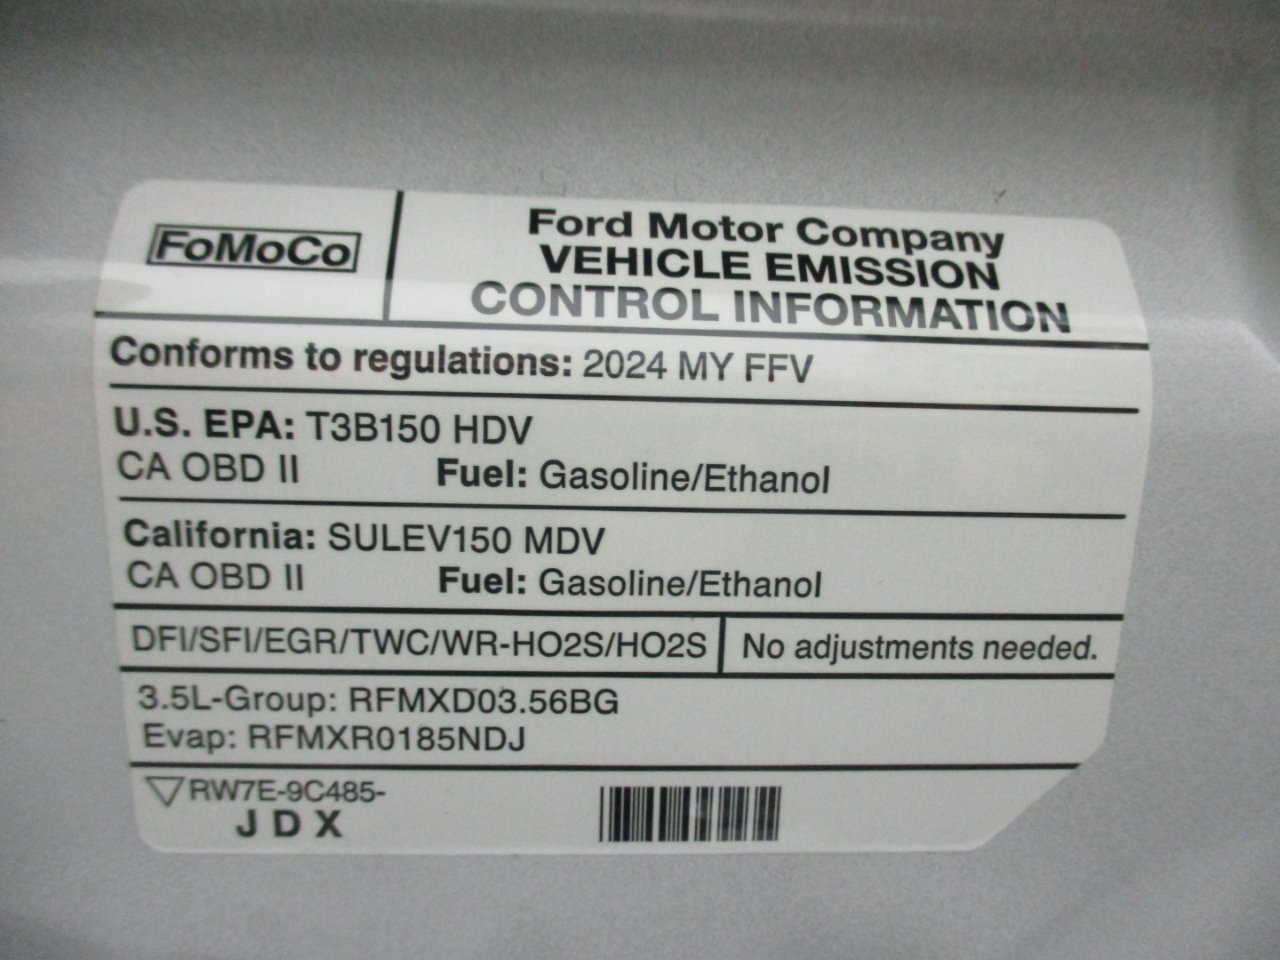 FoMoCo
Ford Motor Company
VEHICLE EMISSION
CONTROL INFORMATION
Conforms to regulations: 2024 MY FFV
U.S. EPA: T3B150 HDV
CA OBD II Fuel: Gasoline/Ethanol
California: SULEV150 MDV
CA OBD II Fuel: Gasoline/Ethanol
DFI/SFI/EGR/TWC/WR-HO2S/HO2S No adjustments needed.
3.5L-Group: RFMXD03.56BG
Evap: RFMXR0185NDJ
RW7E-9C485-
J D X